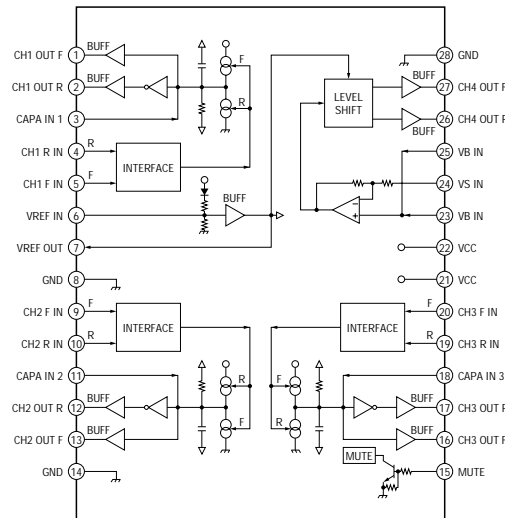 CH1 OUT F 1 BUFF
CH1 OUT R 2 BUFF
CAPA IN 1 3
CH1 R IN 4 R
CH1 F IN 5 F
INTERFACE
F
R
VREF IN 6
BUFF
VREF OUT 7
GND 8
CH2 F IN 9 F
CH2 R IN 10 R
INTERFACE
CAPA IN 2 11
CH2 OUT R 12 BUFF
CH2 OUT F 13 BUFF
R
F
GND 14
28 GND
27 CH4 OUT
BUFF
26 CH4 OUT
BUFF
LEVEL
SHIFT
25 VB IN
24 VS IN
23 VB IN
−
+
22 VCC
21 VCC
F 20 CH3 F IN
R 19 CH3 R IN
INTERFACE
18 CAPA IN 3
BUFF 17 CH3 OUT
BUFF 16 CH3 OUT
F
R
MUTE
15 MUTE